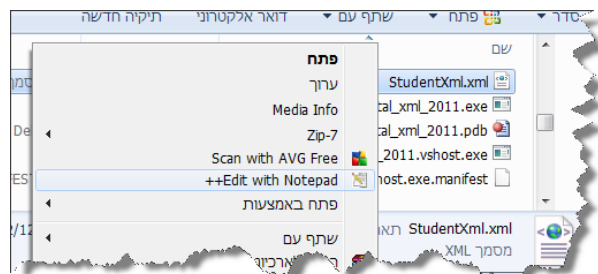 סדר פתח שתף עם דואר אלקטרוני תיקיה חדשה
שם
StudentXml.xml
tal_xml_2011.exe
tal_xml_2011.pdb
_2011.vshost.exe
host.exe.manifest
פתח
ערוך
Media Info
Zip-7
Scan with AVG Free
++Edit with Notepad
פתח באמצעות
שתף עם
StudentXml.xml
מסמך XML